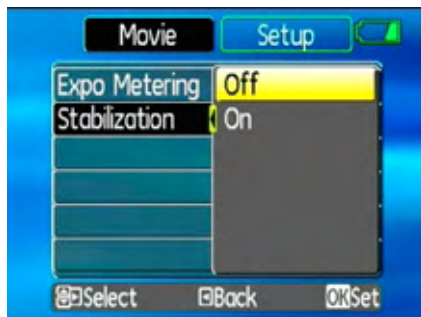 Movie Setup
Expo Metering Off
Stabilization On
Select Back OK Set